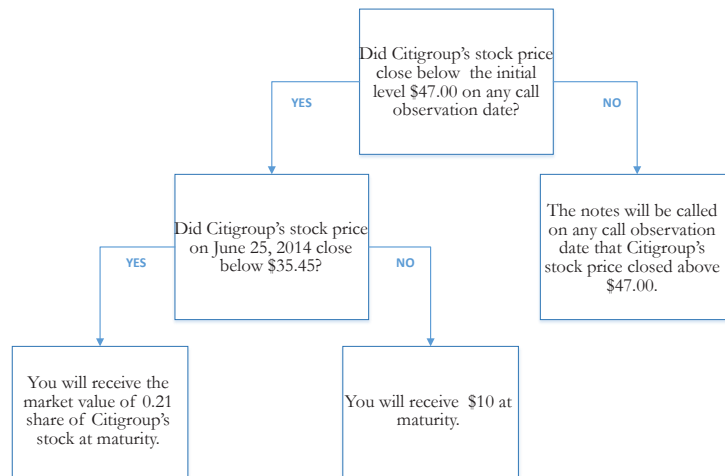 Did Citigroup's stock price
close below the initial
level $47.00 on any call
observation date?
YES
NO
Did Citigroup's stock price
on June 25, 2014 close
below $35.45?
The notes will be called
on any call observation
date that Citigroup's
stock price closed above
$47.00.
YES
NO
You will receive the
market value of 0.21
share of Citigroup's
stock at maturity.
You will receive $10 at
maturity.